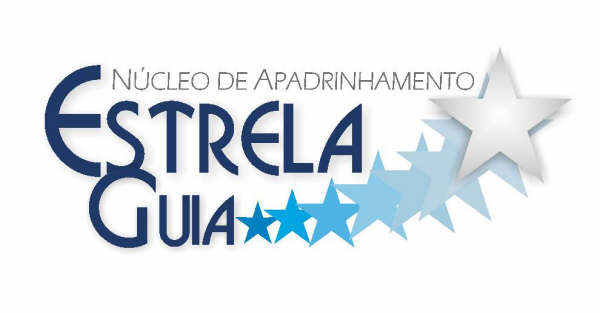 NÚCLEO DE APADRINHAMENTO
ESTRELA
GUIA